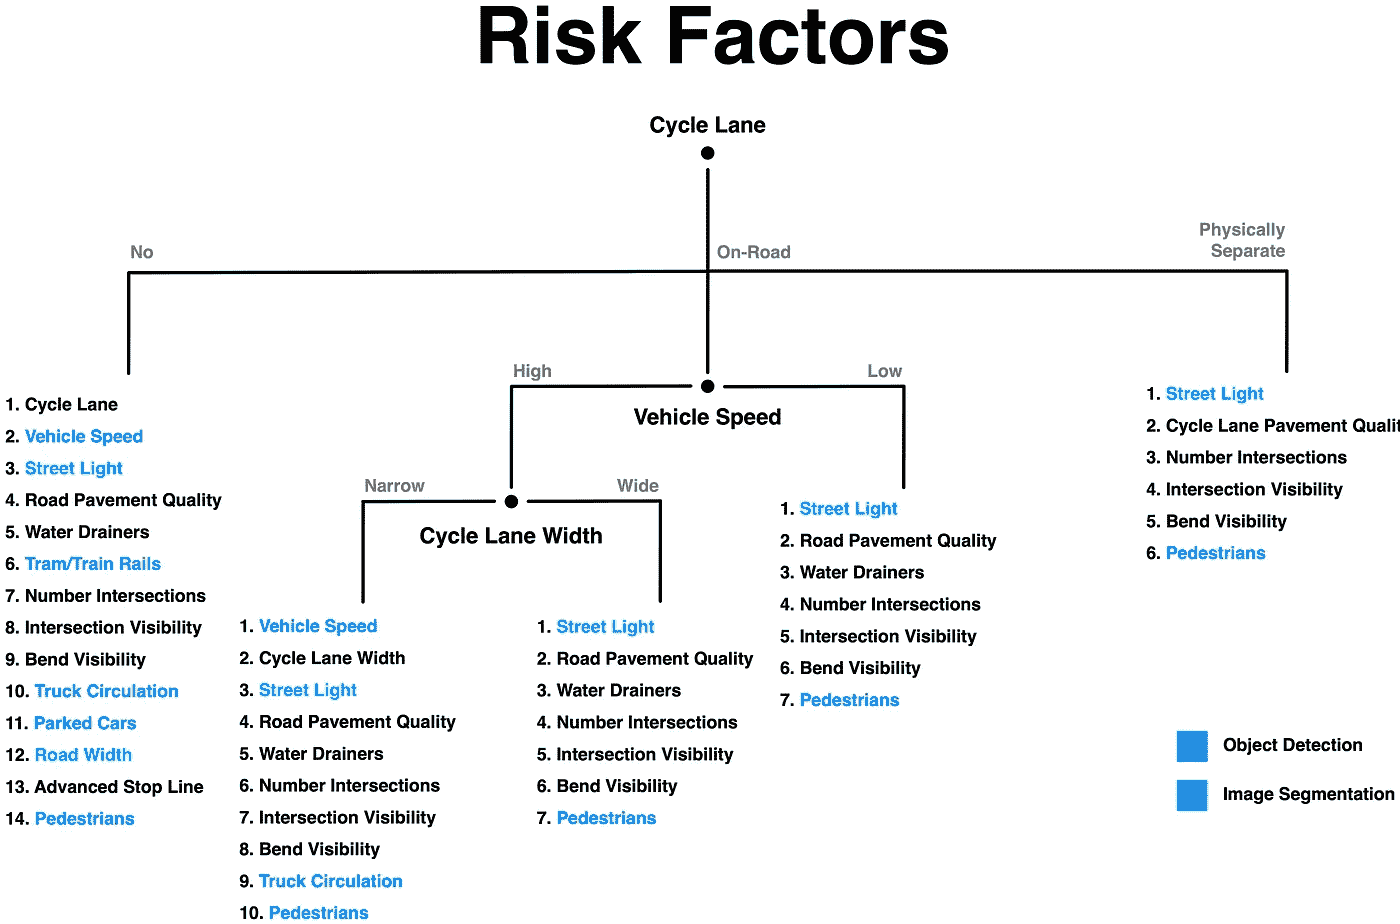 Risk Factors
Cycle Lane
No
On-Road
Physically
Separate
High
Low
Vehicle Speed
Narrow
Wide
Cycle Lane Width
1. Cycle Lane
2. Vehicle Speed
3. Street Light
4. Road Pavement Quality
5. Water Drainers
6. Tram/Train Rails
7. Number Intersections
8. Intersection Visibility
9. Bend Visibility
10. Truck Circulation
11. Parked Cars
12. Road Width
13. Advanced Stop Line
14. Pedestrians
1. Vehicle Speed
2. Cycle Lane Width
3. Street Light
4. Road Pavement Quality
5. Water Drainers
6. Number Intersections
7. Intersection Visibility
8. Bend Visibility
9. Truck Circulation
10. Pedestrians
1. Street Light
2. Road Pavement Quality
3. Water Drainers
4. Number Intersections
5. Intersection Visibility
6. Bend Visibility
7. Pedestrians
1. Street Light
2. Road Pavement Quality
3. Water Drainers
4. Number Intersections
5. Intersection Visibility
6. Bend Visibility
7. Pedestrians
1. Street Light
2. Cycle Lane Pavement Qualit
3. Number Intersections
4. Intersection Visibility
5. Bend Visibility
6. Pedestrians
Object Detection
Image Segmentation